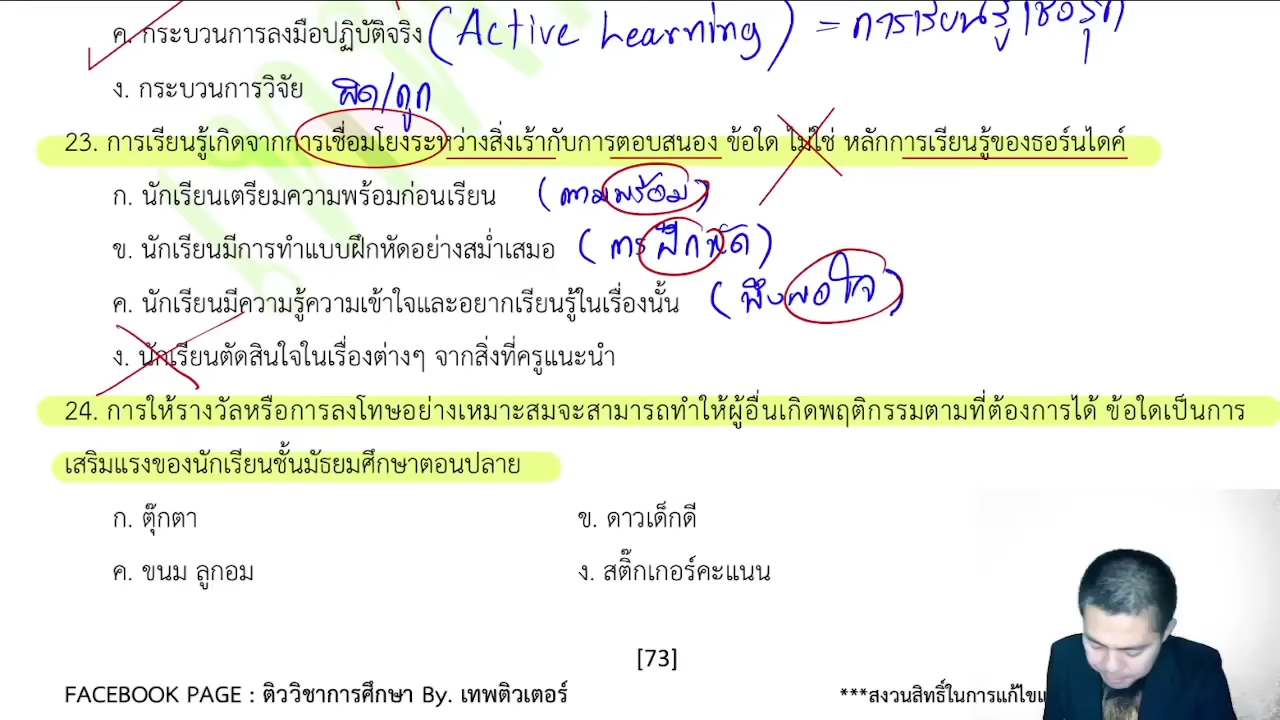 ค. กระบวนการลงมือปฏิบัติจริง (Active Learning) = การเรียนรู้เชิงรุก
ง. กระบวนการวิจัย ผิด/ถูก
23. การเรียนรู้เกิดจากการเชื่อมโยงระหว่างสิ่งเร้ากับการตอบสนอง ข้อใด ไม่ใช่ หลักการเรียนรู้ของธอร์นไดค์
ก. นักเรียนเตรียมความพร้อมก่อนเรียน (ความพร้อม)
ข. นักเรียนมีการทำแบบฝึกหัดอย่างสม่ำเสมอ (การฝึกหัด)
ค. นักเรียนมีความรู้ความเข้าใจและอยากเรียนรู้ในเรื่องนั้น (พึงพอใจ)
ง. นักเรียนตัดสินใจในเรื่องต่างๆ จากสิ่งที่ครูแนะนำ
24. การให้รางวัลหรือการลงโทษอย่างเหมาะสมจะสามารถทำให้ผู้อื่นเกิดพฤติกรรมตามที่ต้องการได้ ข้อใดเป็นการ
เสริมแรงของนักเรียนชั้นมัธยมศึกษาตอนปลาย
ก. ตุ๊กตา ข. ดาวเด็กดี
ค. ขนม ลูกอม ง. สติ๊กเกอร์คะแนน
[73]
FACEBOOK PAGE : ติววิชาการศึกษา By. เทพติวเตอร์ ***สงวนสิทธิ์ในการแก้ไข